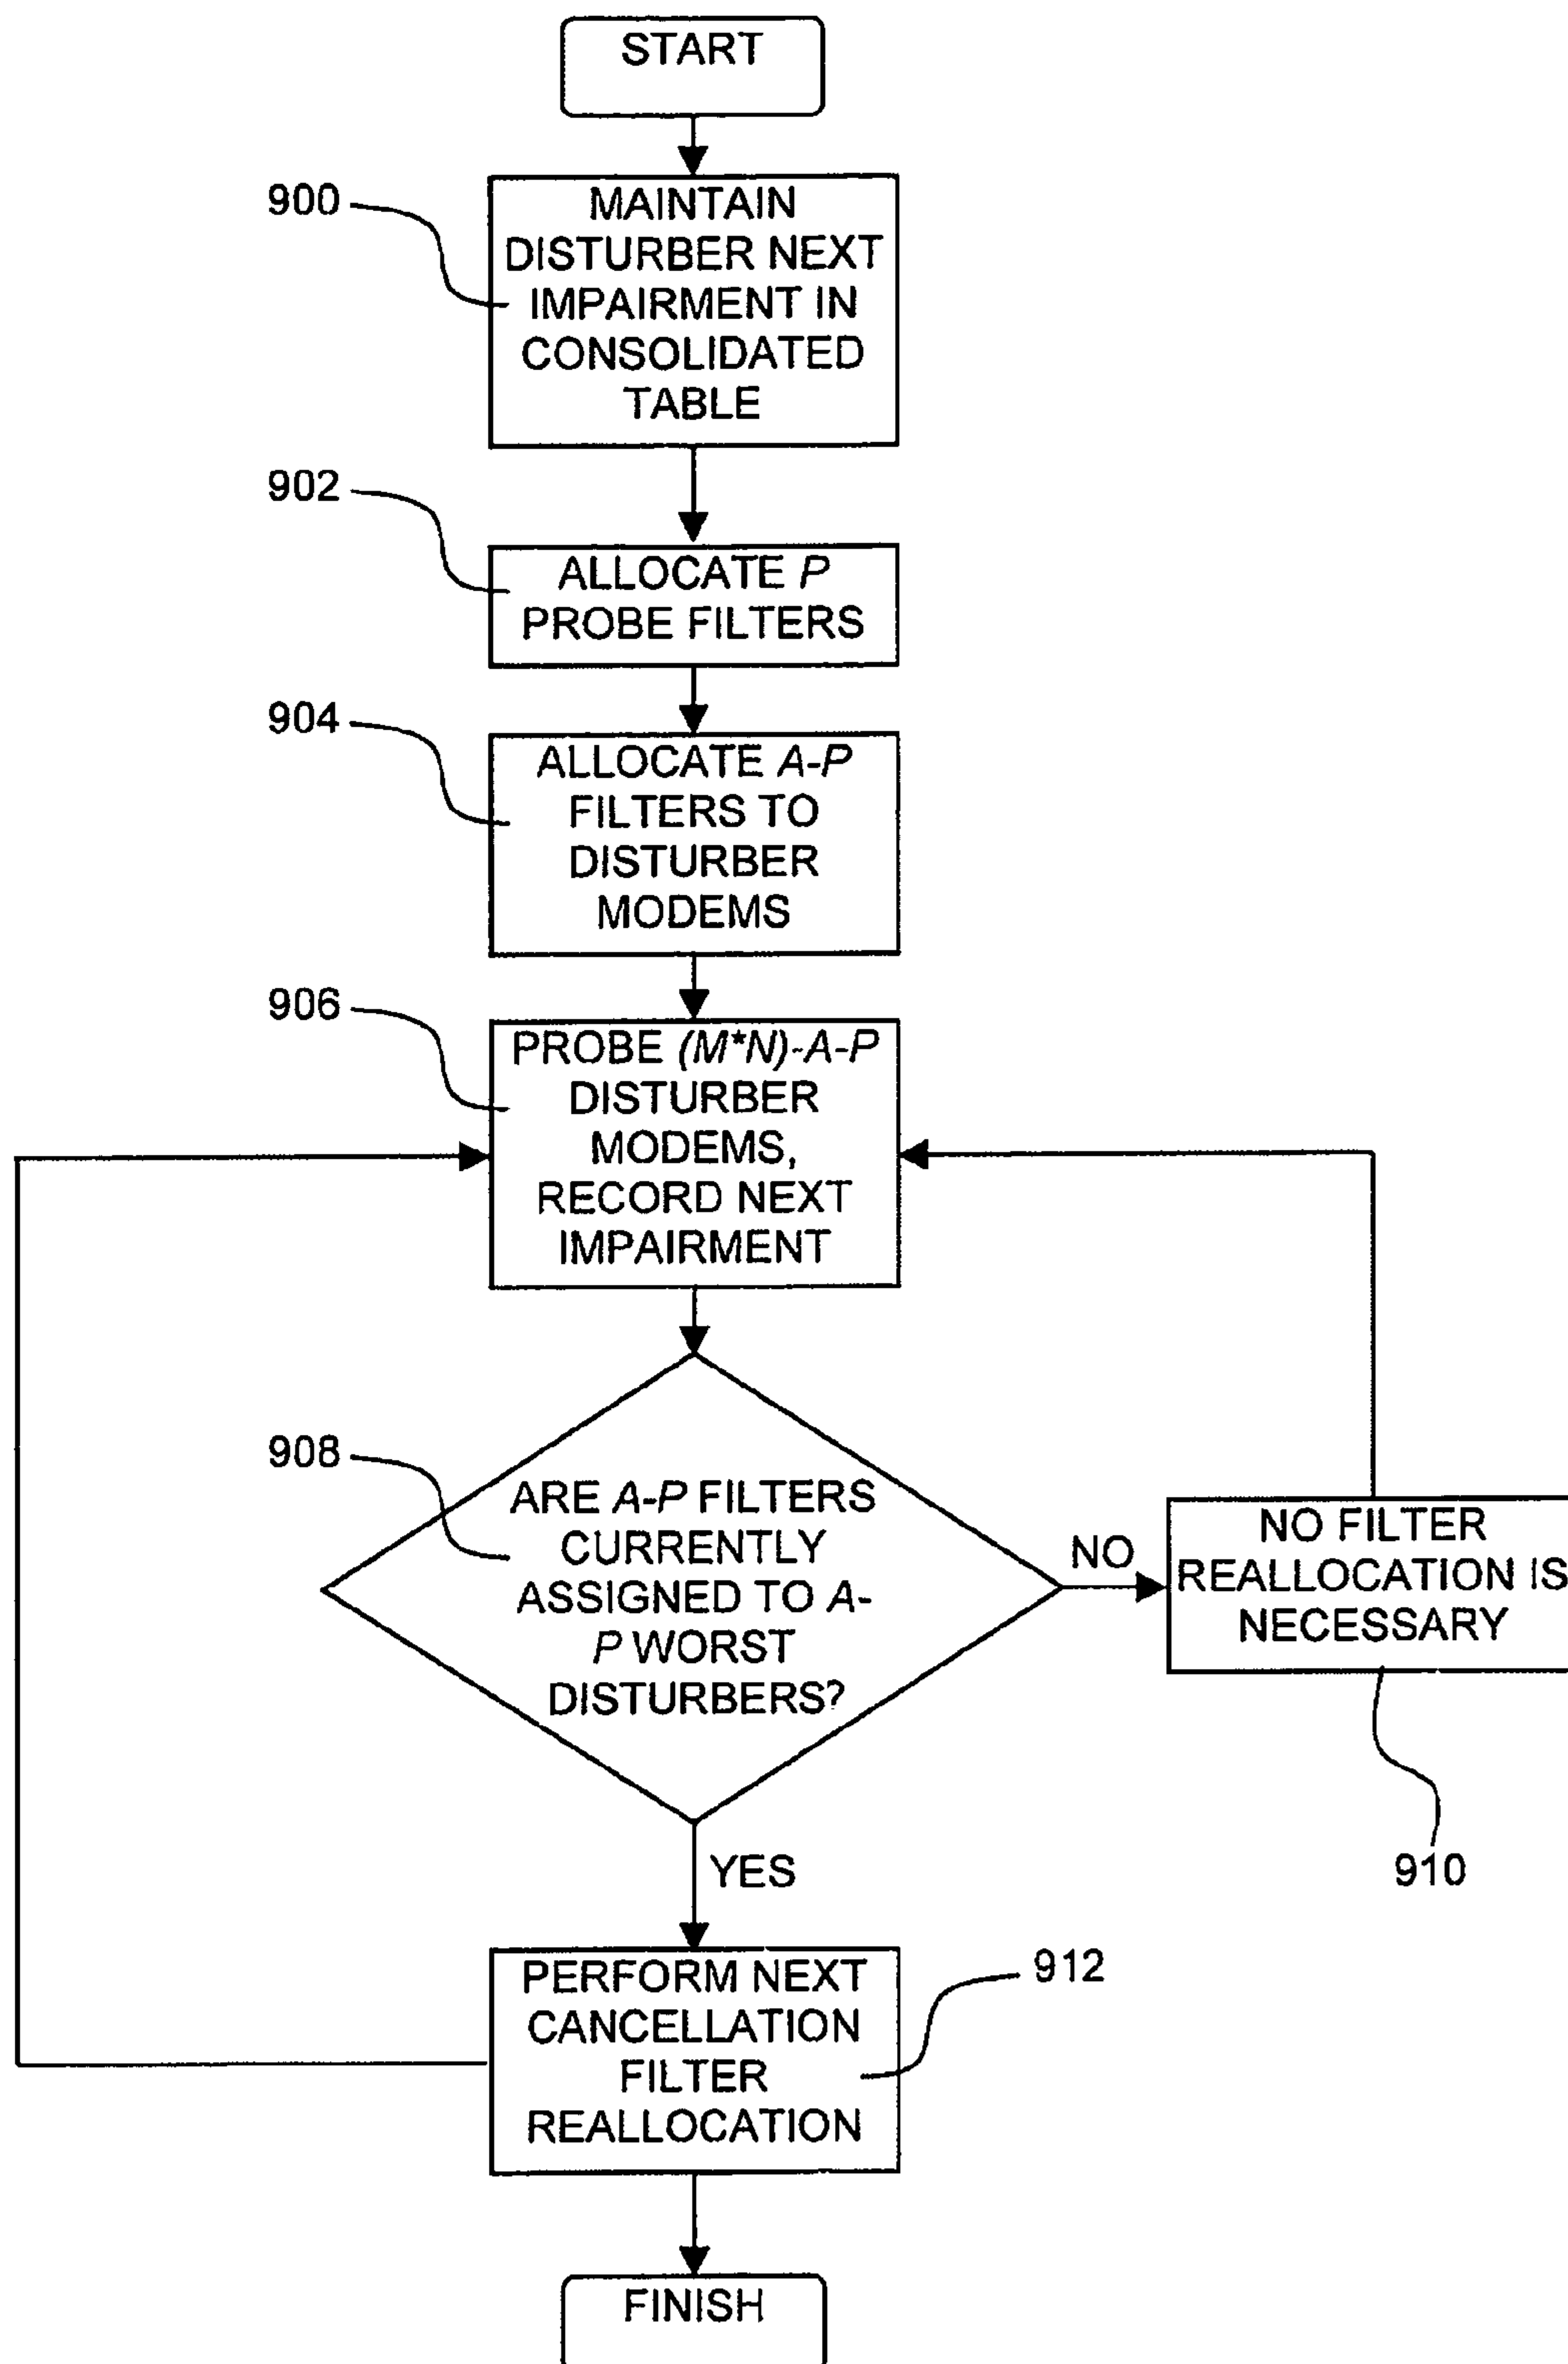 START
900
MAINTAIN
DISTURBER NEXT
IMPAIRMENT IN
CONSOLIDATED
TABLE
902
ALLOCATE P
PROBE FILTERS
904
ALLOCATE A-P
FILTERS TO
DISTURBER
MODEMS
906
PROBE (M*N)-A-P
DISTURBER
MODEMS,
RECORD NEXT
IMPAIRMENT
908
ARE A-P FILTERS
CURRENTLY
ASSIGNED TO A-
P WORST
DISTURBERS?
NO
NO FILTER
REALLOCATION IS
NECESSARY
910
YES
PERFORM NEXT
CANCELLATION
FILTER
REALLOCATION
912
FINISH